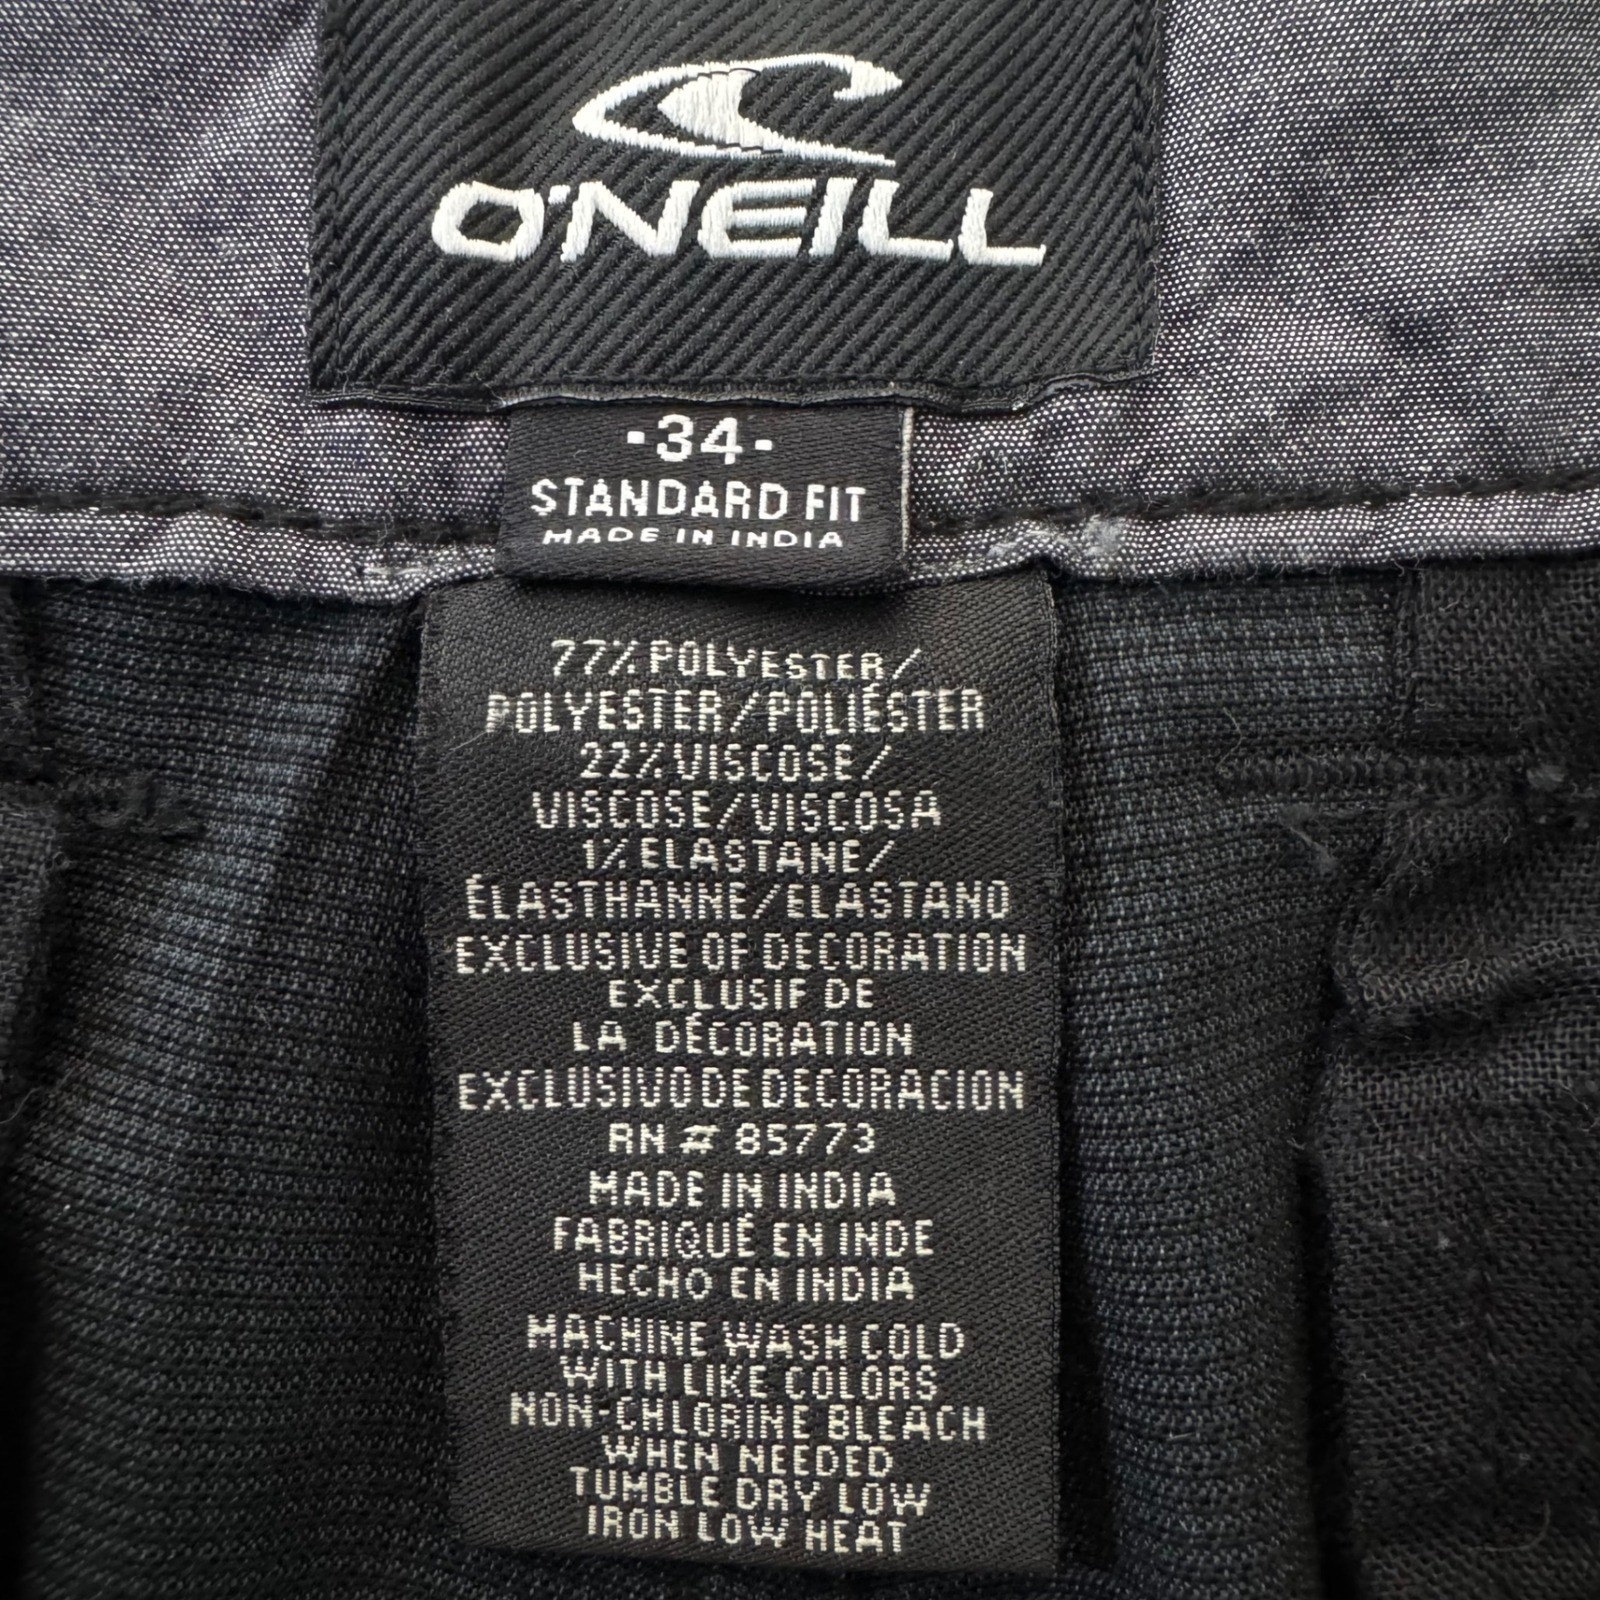 O'NEILL
-34-
STANDARD FIT
MADE IN INDIA
77% POLYESTER/
POLYESTER/POLIÉSTER
22% VISCOSE/
VISCOSE/VISCOSA
1% ELASTANE/
ÉLASTHANNE/ELASTANO
EXCLUSIVE OF DECORATION
EXCLUSIF DE
LA DÉCORATION
EXCLUSIVO DE DECORACION
RN # 85773
MADE IN INDIA
FABRIQUÉ EN INDE
HECHO EN INDIA
MACHINE WASH COLD
WITH LIKE COLORS
NON-CHLORINE BLEACH
WHEN NEEDED
TUMBLE DRY LOW
IRON LOW HEAT